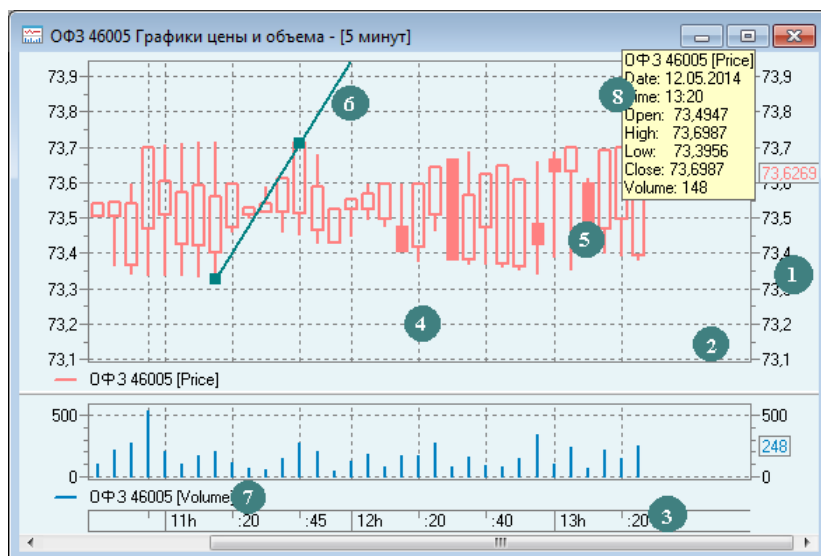 ОФЗ 46005 Графики цены и объема - [5 минут]
73,9
73,8
73,7
73,6
73,5
73,4
73,3
73,2
73,1
6
8
5
4
1
2
ОФЗ 46005 [Price]
Date: 12.05.2014
Time: 13:20
Open: 73,4947
High: 73,6987
Low: 73,3956
Close: 73,6987
Volume: 148
73,9
73,8
73,7
73,6269
73,6
73,5
73,4
73,3
73,2
73,1
ОФЗ 46005 [Price]
500
0
500
248
0
ОФЗ 46005 [Volume]
7
11h :20 :45 12h :20 :40 13h :20
3